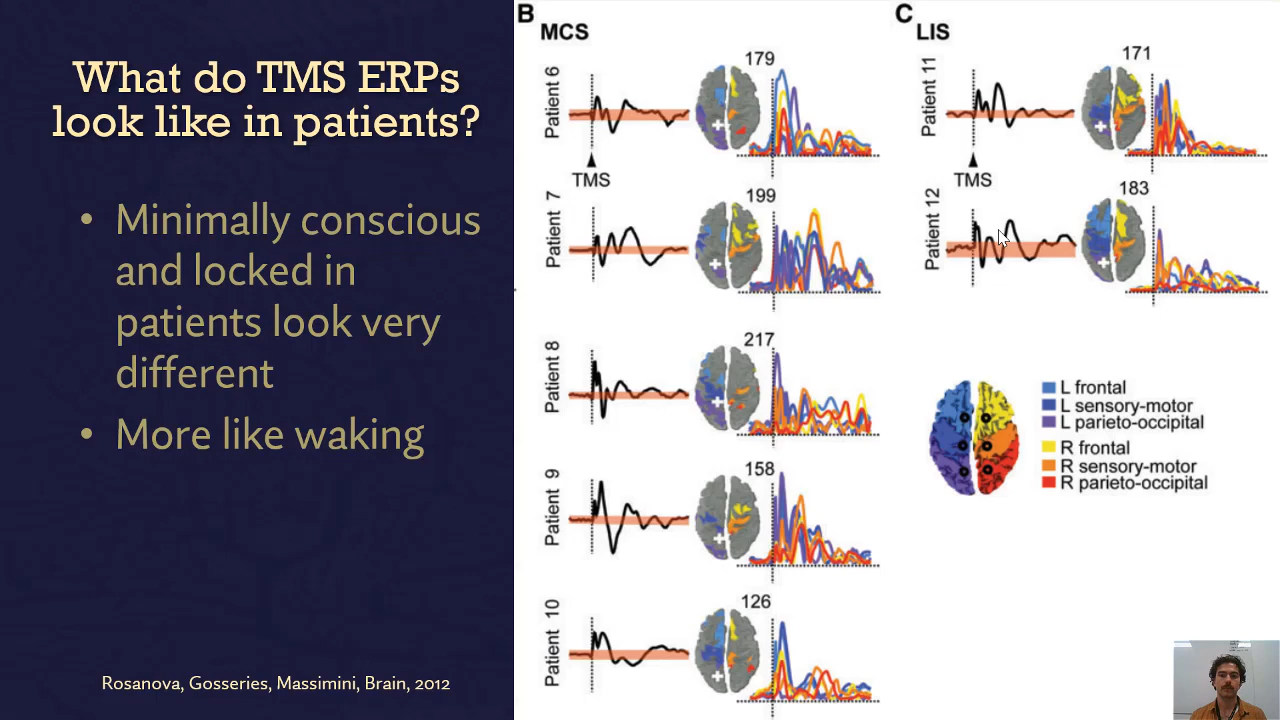 What do TMS ERPs
look like in patients?
• Minimally conscious
and locked in
patients look very
different
• More like waking
Rosanova, Gosseries, Massinini, Brain, 2012
B
MCS
Patient 6
179
TMS
Patient 7
199
Patient 8
217
Patient 9
158
Patient 10
126
C
LIS
Patient 11
171
TMS
Patient 12
183
L frontal
L sensory-motor
L parieto-occipital
R frontal
R sensory-motor
R parieto-occipital